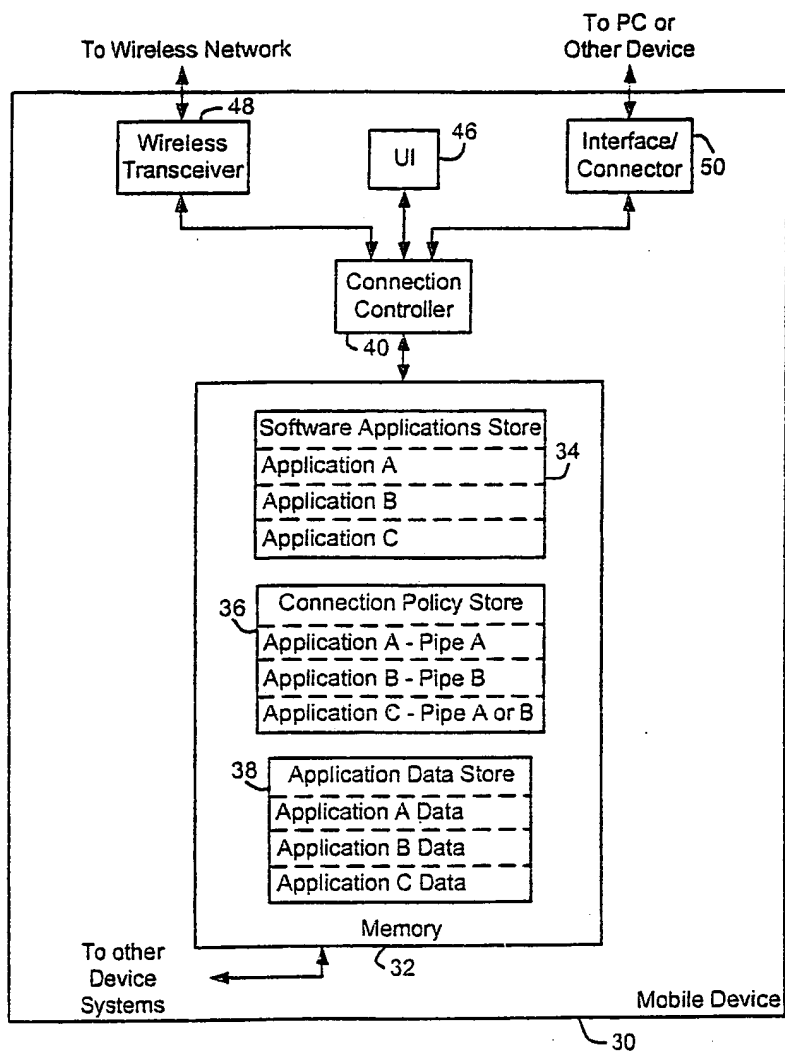 To Wireless Network
To PC or
Other Device
48
Wireless
Transceiver
UI
46
Interface/
Connector
50
Connection
Controller
40
Software Applications Store
34
Application A
Application B
Application C
36
Connection Policy Store
Application A - Pipe A
Application B - Pipe B
Application C - Pipe A or B
38
Application Data Store
Application A Data
Application B Data
Application C Data
Memory
32
To other
Device
Systems
Mobile Device
30